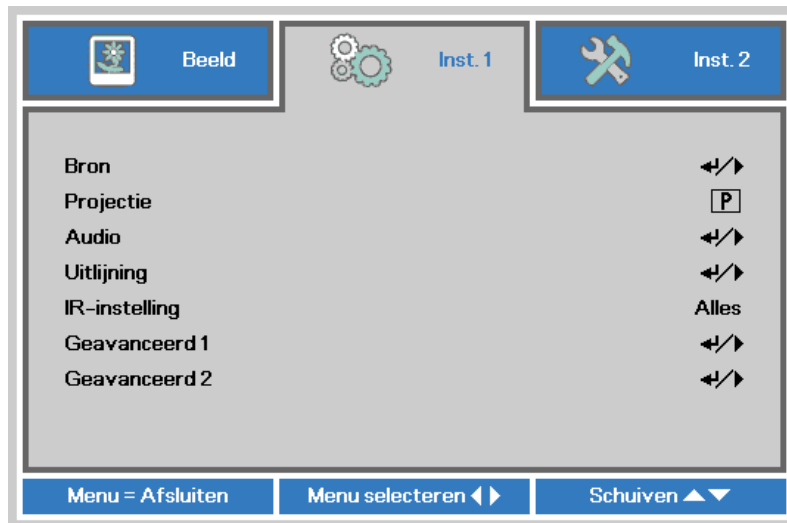 Beeld
Inst. 1
Inst. 2
Bron
Projectie P
Audio
Uitlijning
IR-instelling Alles
Geavanceerd 1
Geavanceerd 2
Menu = Afsluiten
Menu selecteren
Schuiven